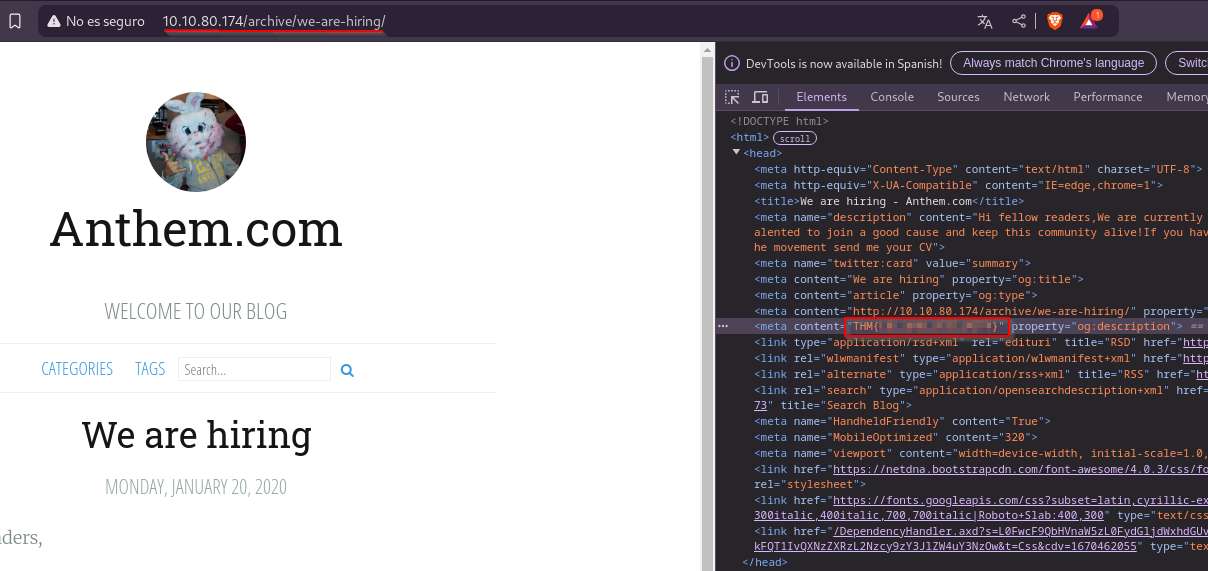 No es seguro 10.10.80.174/archive/we-are-hiring/
1
DevTools is now available in Spanish! Always match Chrome's language Switc
Elements Console Sources Network Performance Memory
Anthem.com
WELCOME TO OUR BLOG
CATEGORIES TAGS Search...
We are hiring
MONDAY, JANUARY 20, 2020
aders,
<!DOCTYPE html>
<html> scroll
<head>
<meta http-equiv="Content-Type" content="text/html" charset="UTF-8">
<meta http-equiv="X-UA-Compatible" content="IE=edge,chrome=1">
<title>We are hiring - Anthem.com</title>
<meta name="description" content="Hi fellow readers,We are currently
alented to join a good cause and keep this community alive!If you hav
he movement send me your CV">
<meta name="twitter:card" value="summary">
<meta content="We are hiring" property="og:title">
<meta content="article" property="og:type">
<meta content="http://10.10.80.174/archive/we-are-hiring/" property=
<meta content="THM{ }" property="og:description"> ==
<link type="application/rsd+xml" rel="edituri" title="RSD" href="http
<link rel="wlwmanifest" type="application/wlwmanifest+xml" href="http
<link rel="alternate" type="application/rss+xml" title="RSS" href="ht
<link rel="search" type="application/opensearchdescription+xml" href=
73" title="Search Blog">
<meta name="HandheldFriendly" content="True">
<meta name="MobileOptimized" content="320">
<meta name="viewport" content="width=device-width, initial-scale=1.0,
<link href="https://netdna.bootstrapcdn.com/font-awesome/4.0.3/css/fo
rel="stylesheet">
<link href="https://fonts.googleapis.com/css?subset=latin,cyrillic-ex
300italic,400italic,700,700italic|Roboto+Slab:400,300" type="text/css
<link href="/DependencyHandler.axd?s=L0FwcF9QbHVnaW5zL0FydGljdWxhdGUv
kFQT1IvQXNzZXRzL2Nzcy9zY3JlZW4uY3NzOw&t=Css&cdv=1670462055" type="tex
</head>